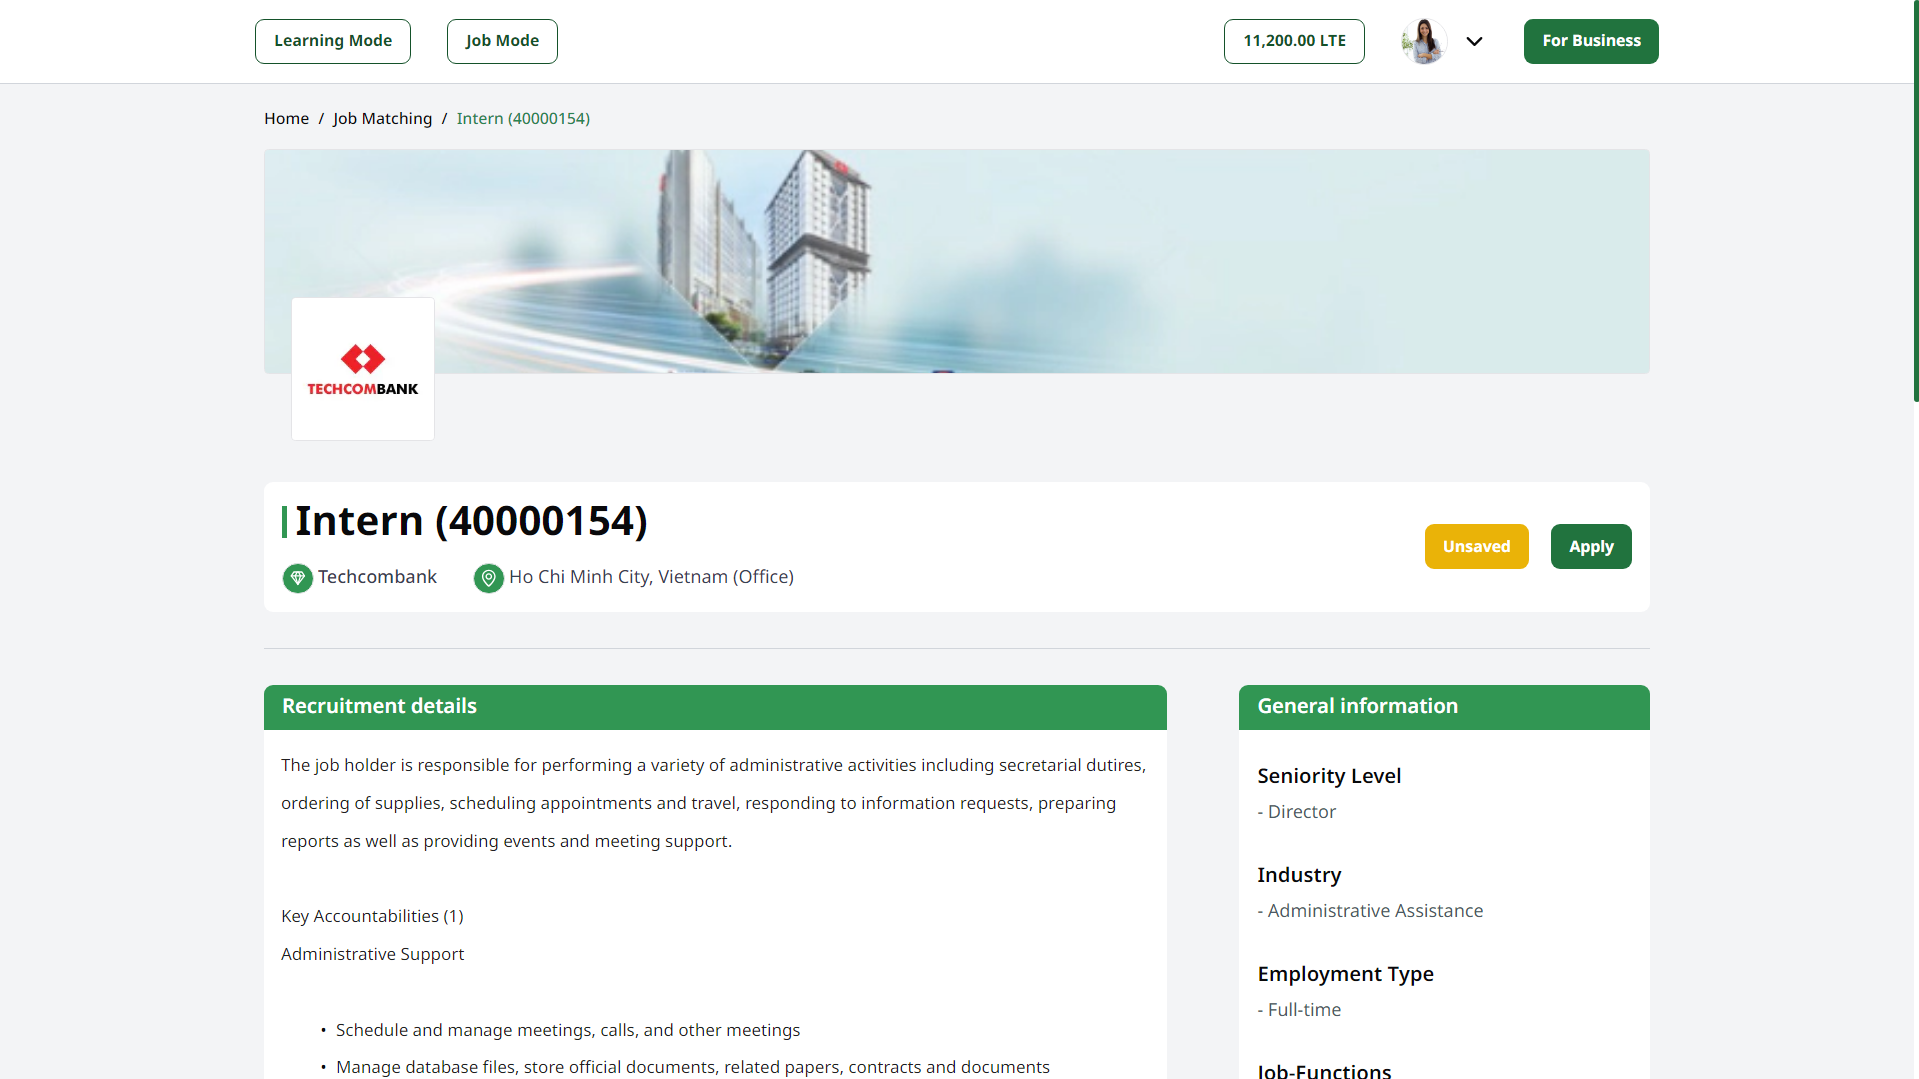 Learning Mode
Job Mode
11,200.00 LTE
For Business
Home / Job Matching / Intern (40000154)
TECHCOMBANK
Intern (40000154)
Unsaved
Apply
Techcombank
Ho Chi Minh City, Vietnam (Office)
Recruitment details
The job holder is responsible for performing a variety of administrative activities including secretarial dutires,
ordering of supplies, scheduling appointments and travel, responding to information requests, preparing
reports as well as providing events and meeting support.
Key Accountabilities (1)
Administrative Support
• Schedule and manage meetings, calls, and other meetings
• Manage database files, store official documents, related papers, contracts and documents
General information
Seniority Level
- Director
Industry
- Administrative Assistance
Employment Type
- Full-time
Job-Functions